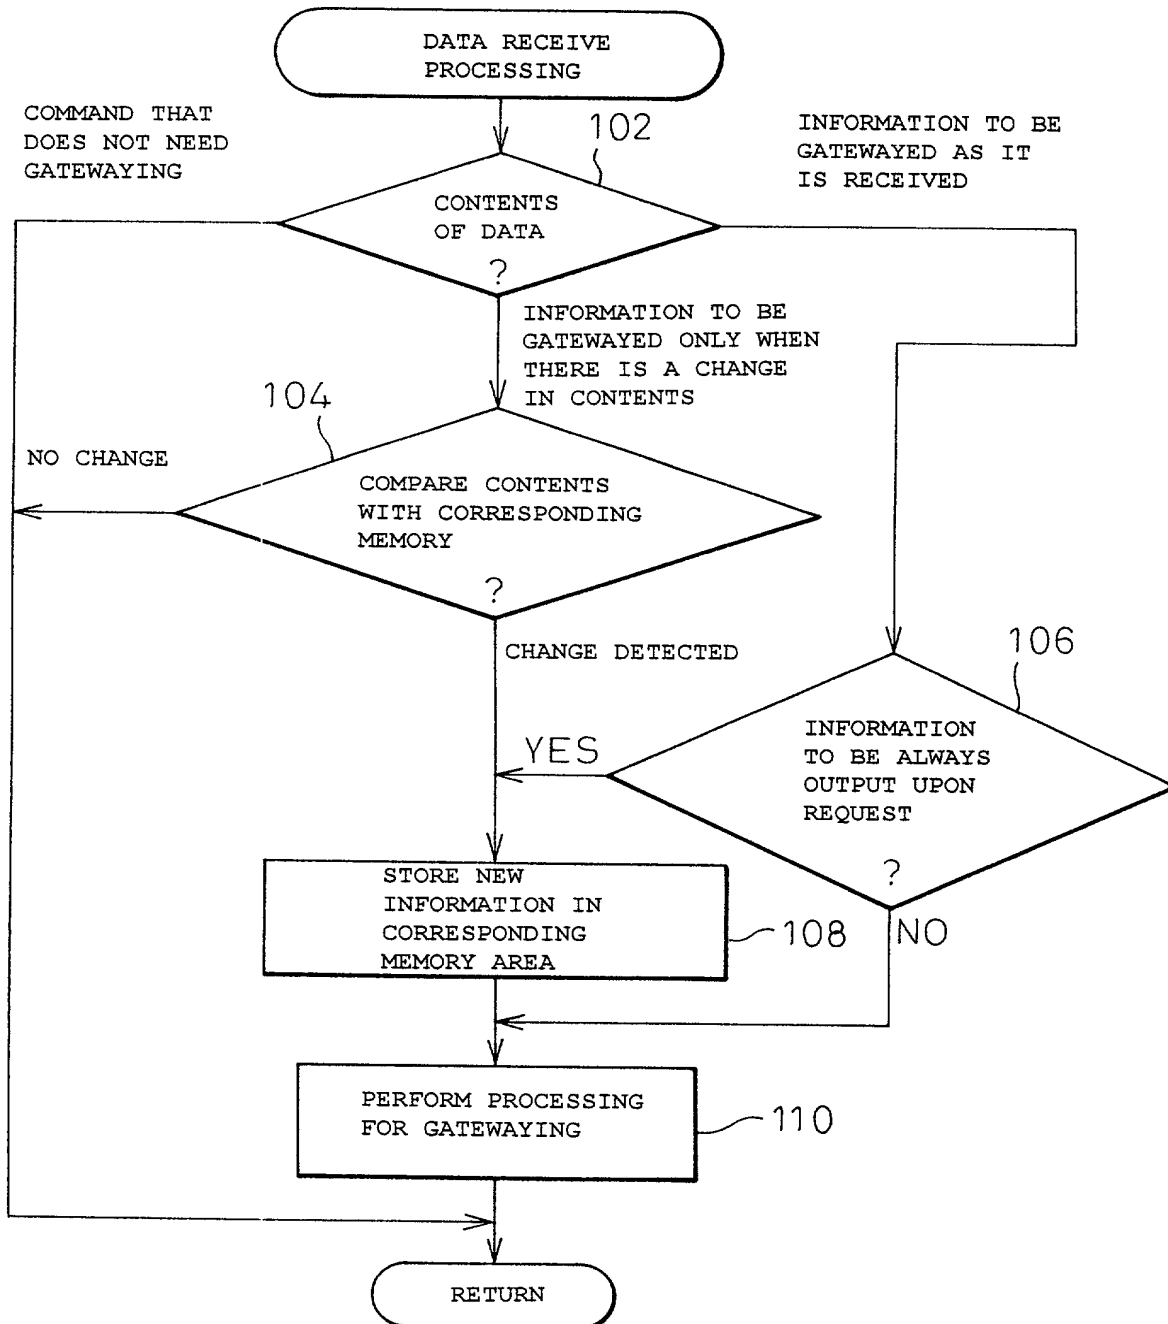 DATA RECEIVE
PROCESSING
COMMAND THAT
DOES NOT NEED
GATEWAYING
102
INFORMATION TO BE
GATEWAYED AS IT
IS RECEIVED
CONTENTS
OF DATA
?
INFORMATION TO BE
GATEWAYED ONLY WHEN
THERE IS A CHANGE
IN CONTENTS
104
NO CHANGE
COMPARE CONTENTS
WITH CORRESPONDING
MEMORY
?
CHANGE DETECTED
106
YES
INFORMATION
TO BE ALWAYS
OUTPUT UPON
REQUEST
?
NO
STORE NEW
INFORMATION IN
CORRESPONDING
MEMORY AREA
108
PERFORM PROCESSING
FOR GATEWAYING
110
RETURN